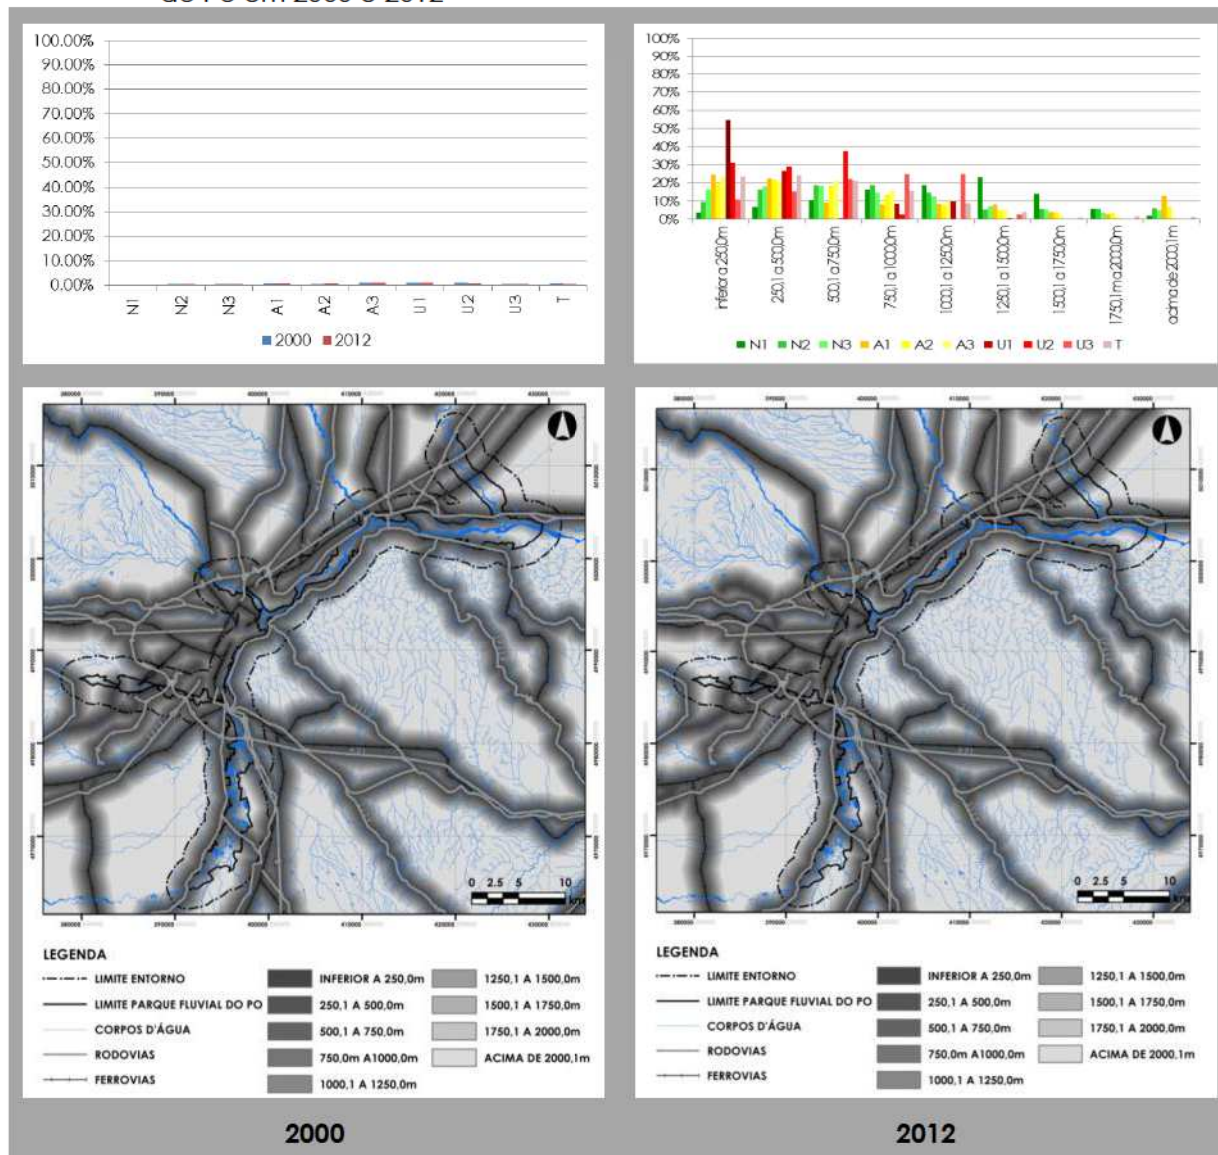 do Pó em 2000 e 2012
100.00%
90.00%
80.00%
70.00%
60.00%
50.00%
40.00%
30.00%
20.00%
10.00%
0.00%
N1 N2 N3 A1 A2 A3 U1 U2 U3 T
2000 2012
100%
90%
80%
70%
60%
50%
40%
30%
20%
10%
0%
inferior a 250,0m
250,1 a 500,0m
500,1 a 750,0m
750,1 a 1000,0m
1000,1 a 1250,0m
1250,1 a 1500,0m
1500,1 a 1750,0m
1750,1m a 2000,0m
acima de 2000,1m
N1 N2 N3 A1 A2 A3 U1 U2 U3 T
0 2.5 5 10
km
LEGENDA
LIMITE ENTORNO
LIMITE PARQUE FLUVIAL DO PO
CORPOS D'ÁGUA
RODOVIAS
FERROVIAS
INFERIOR A 250,0m
250,1 A 500,0m
500,1 A 750,0m
750,0m A1000,0m
1000,1 A 1250,0m
1250,1 A 1500,0m
1500,1 A 1750,0m
1750,1 A 2000,0m
ACIMA DE 2000,1m
0 2.5 5 10
km
LEGENDA
LIMITE ENTORNO
LIMITE PARQUE FLUVIAL DO PO
CORPOS D'ÁGUA
RODOVIAS
FERROVIAS
INFERIOR A 250,0m
250,1 A 500,0m
500,1 A 750,0m
750,0m A1000,0m
1000,1 A 1250,0m
1250,1 A 1500,0m
1500,1 A 1750,0m
1750,1 A 2000,0m
ACIMA DE 2000,1m
2000
2012